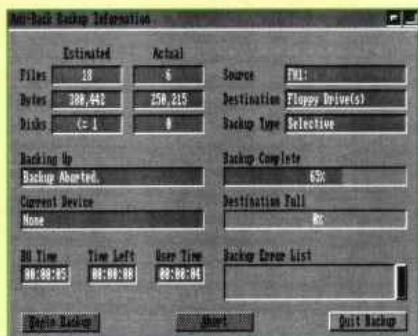 Ami-Back Backup Information
Estimated Actual
Files 18 6
Bytes 380,442 250,215
Disks <= 1 0
Source FH1:
Destination Floppy Drive(s)
Backup Type Selective
Backing Up
Backup Aborted.
Backup Complete
65%
Current Device
None
Destination Full
0%
BU Time Time Left User Time
00:00:05 00:00:00 00:00:04
Backup Error List
Begin Backup Abort Quit Backup